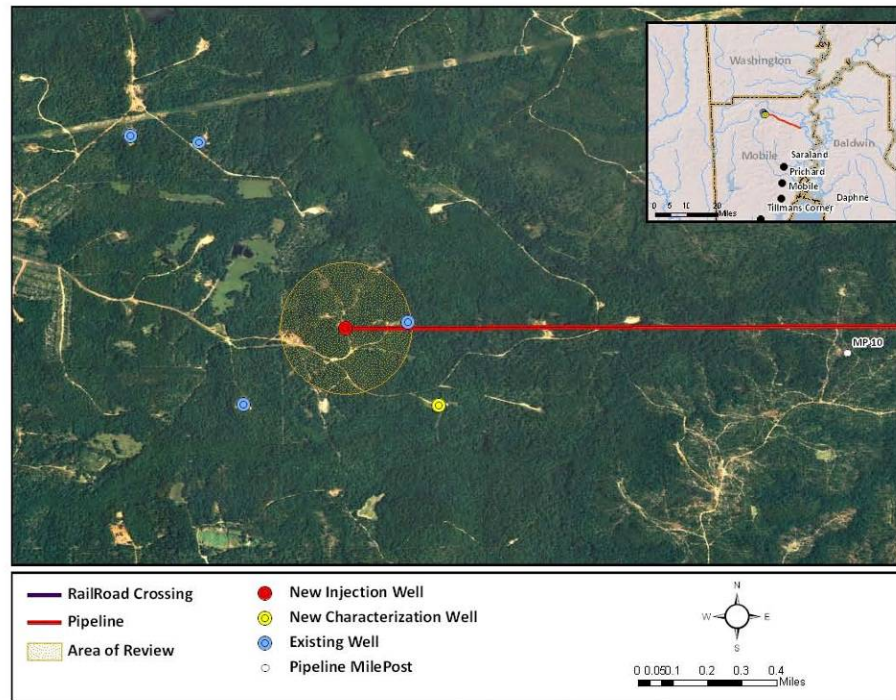 Washington
Baldwin
Mobile
Saraland
Prichard
Mobile
Daphne
Tillmans Corner
0 5 10 20
Miles
MP-10
RailRoad Crossing
Pipeline
Area of Review
New Injection Well
New Characterization Well
Existing Well
Pipeline MilePost
N
W E
S
0 0.05 0.1 0.2 0.3 0.4
Miles